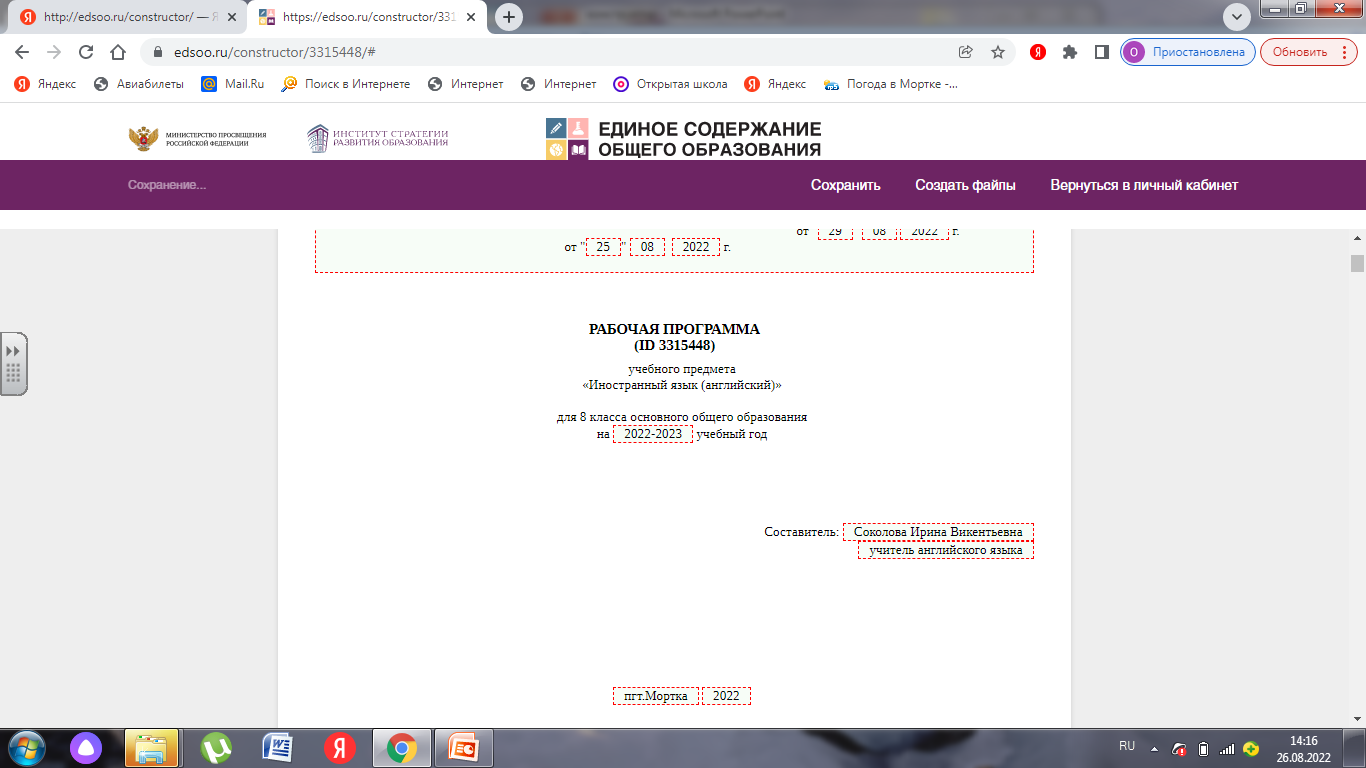 http://edsoo.ru/constructor/ — Я
https://edsoo.ru/constructor/331
edsoo.ru/constructor/3315448/#
О Приостановлена
Обновить
Яндекс Авиабилеты Mail.Ru Поиск в Интернете Интернет Интернет Открытая школа Яндекс Погода в Мортке -...
МИНИСТЕРСТВО ПРОСВЕЩЕНИЯ
РОССИЙСКОЙ ФЕДЕРАЦИИ
ИНСТИТУТ СТРАТЕГИИ
РАЗВИТИЯ ОБРАЗОВАНИЯ
ЕДИНОЕ СОДЕРЖАНИЕ
ОБЩЕГО ОБРАЗОВАНИЯ
Сохранение... Сохранить Создать файлы Вернуться в личный кабинет
от " 29 08 2022 г.
от " 25 " 08 2022 г.
РАБОЧАЯ ПРОГРАММА
(ID 3315448)
учебного предмета
«Иностранный язык (английский)»
для 8 класса основного общего образования
на 2022-2023 учебный год
Составитель: Соколова Ирина Викентьевна
учитель английского языка
пгт.Мортка 2022
RU
14:16
26.08.2022